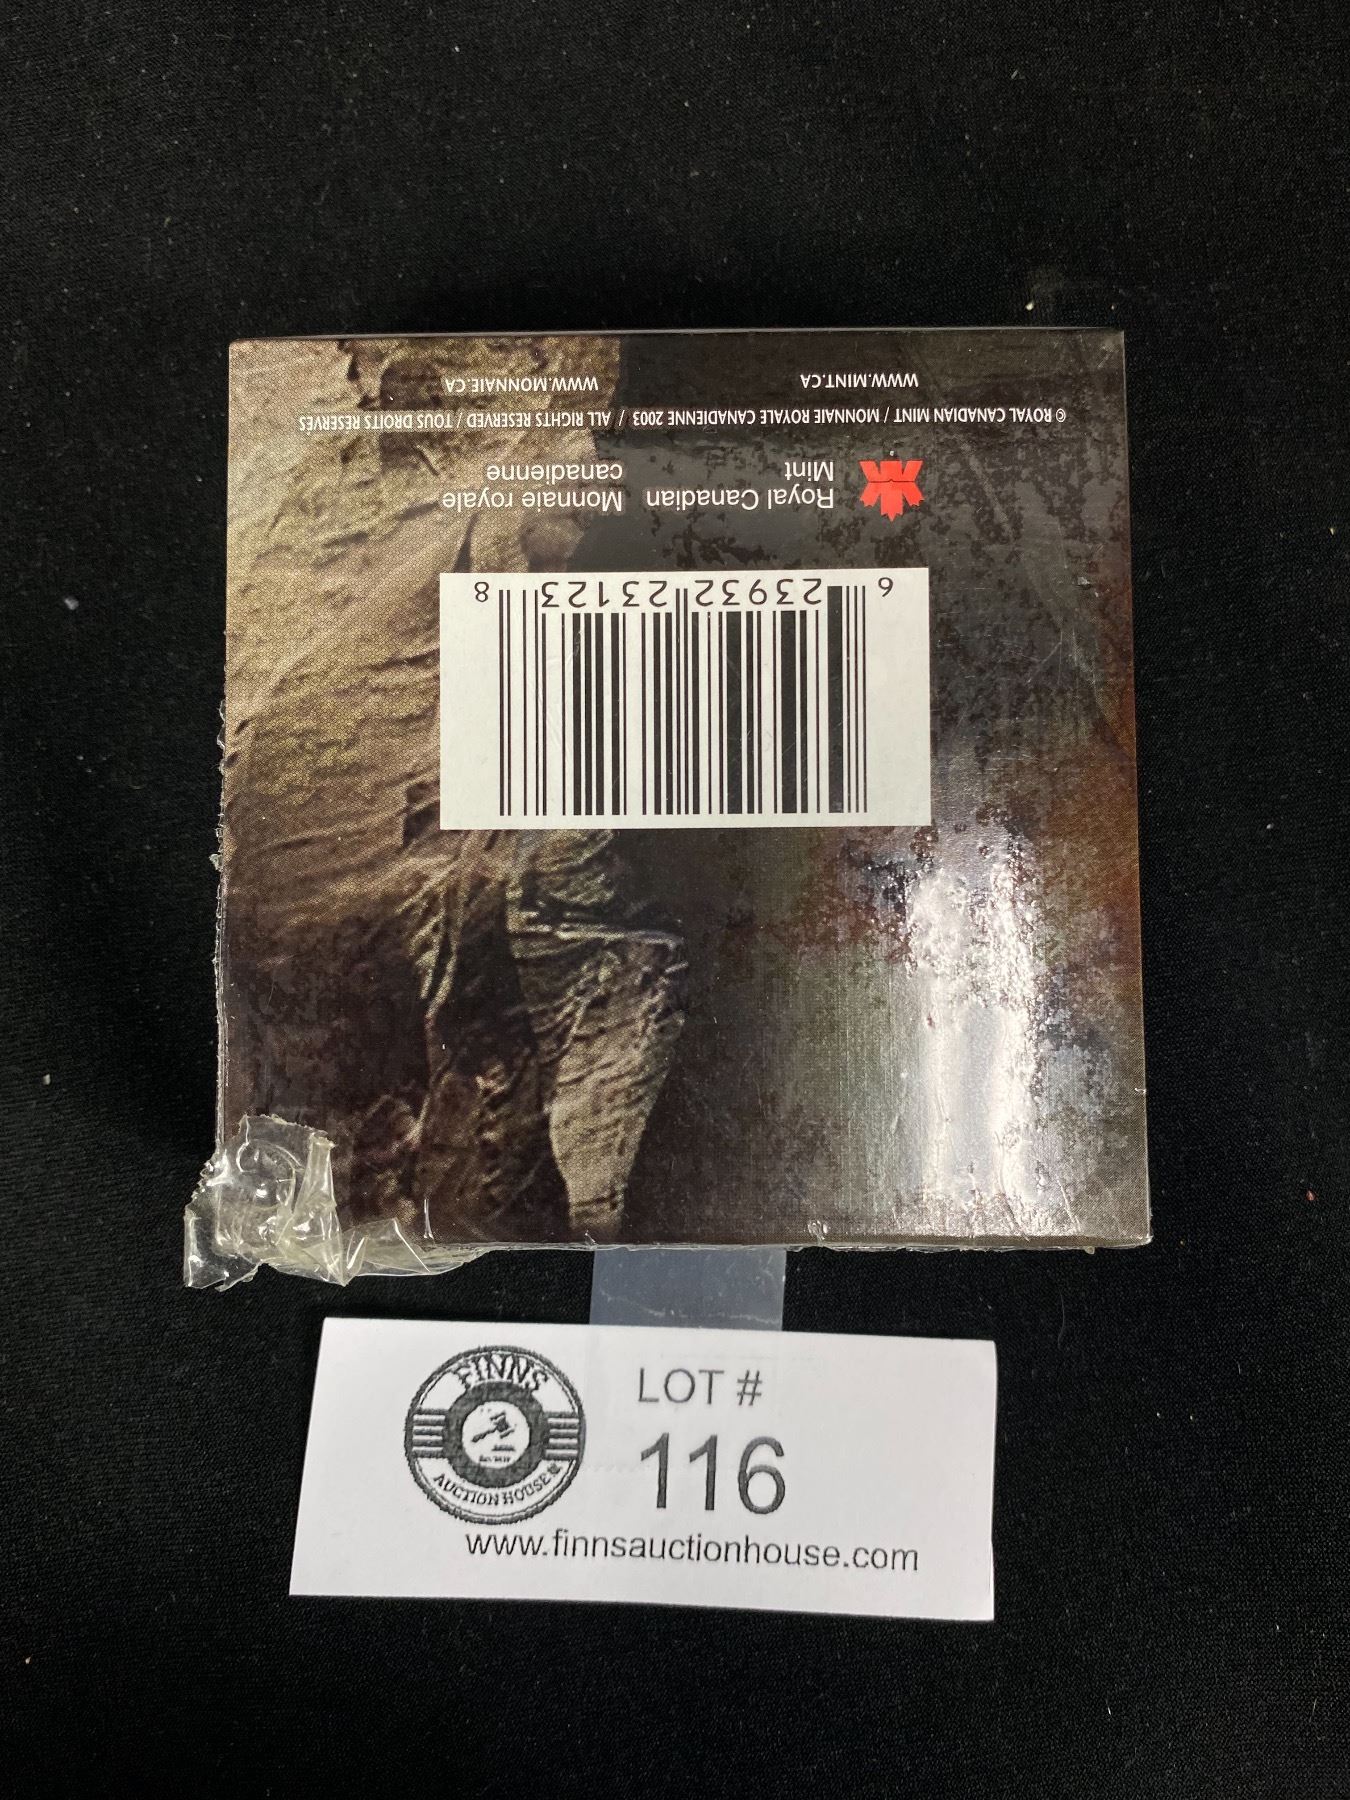 WWW.MINT.CA WWW.MONNAIE.CA
© ROYAL CANADIAN MINT / MONNAIE ROYALE CANADIENNE 2003 / ALL RIGHTS RESERVED / TOUS DROITS RÉSERVÉS
Royal Canadian Monnaie royale
Mint canadienne
6 23932 23123 8
FINNS
AUCTION HOUSE
LOT #
116
www.finnsauctionhouse.com